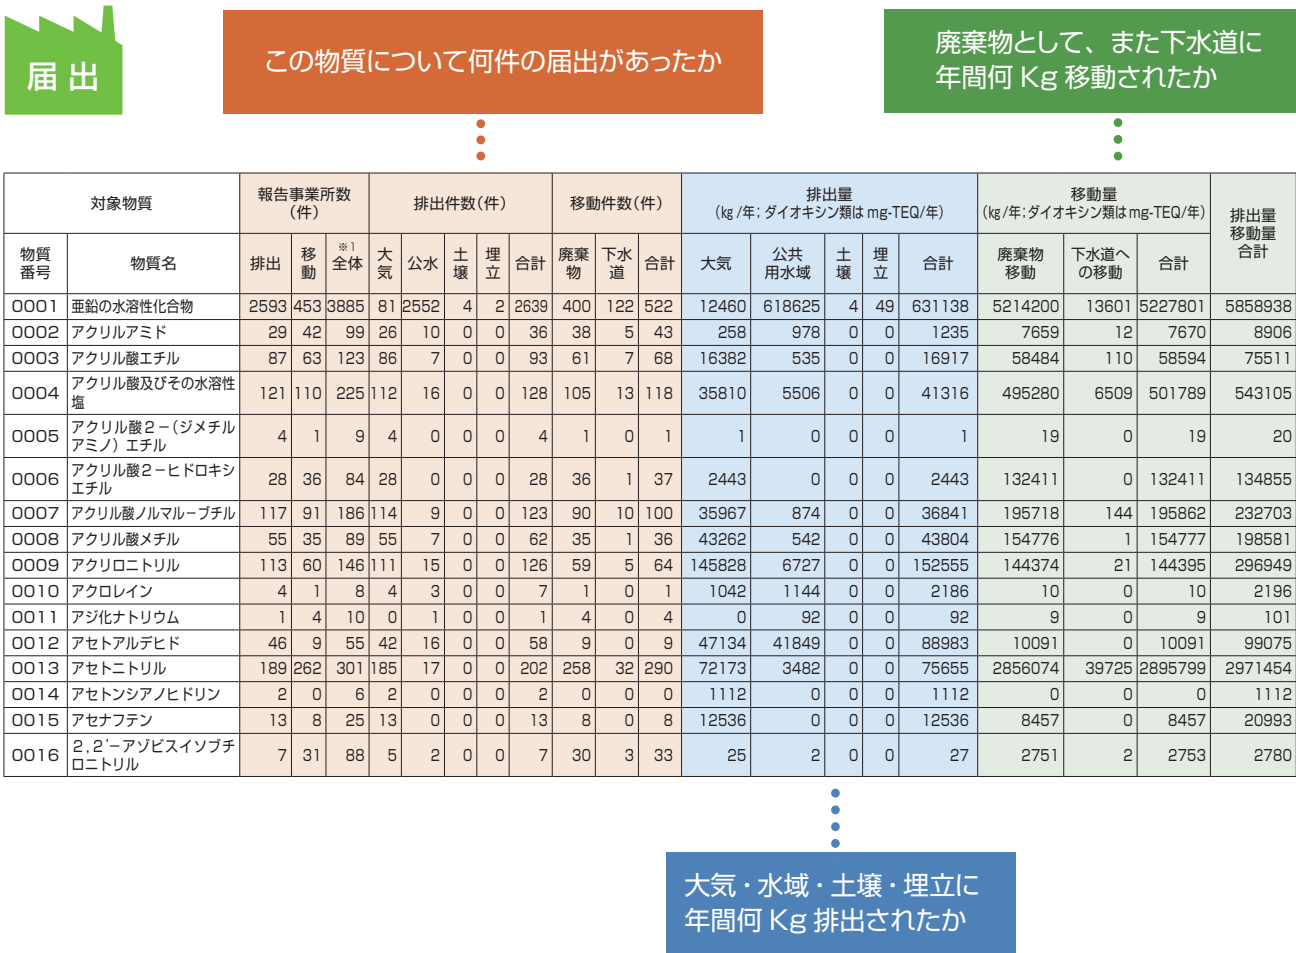 届出
この物質について何件の届出があったか
廃棄物として、また下水道に
年間何 Kg 移動されたか
対象物質 報告事業所数(件) 排出件数(件) 移動件数(件) 排出量(㎏/年; ダイオキシン類は mg-TEQ/年) 移動量(㎏/年; ダイオキシン類は mg-TEQ/年) 排出量移動量合計
物質番号 物質名 排出 移動 ※1全体 大気 公水 土壌 埋立 合計 廃棄物 下水道 合計 大気 公共用水域 土壌 埋立 合計 廃棄物移動 下水道への移動 合計
0001 亜鉛の水溶性化合物 2593 453 3885 81 2552 4 2 2639 400 122 522 12460 618625 4 49 631138 5214200 13601 5227801 5858938
0002 アクリルアミド 29 42 99 26 10 0 0 36 38 5 43 258 978 0 0 1235 7659 12 7670 8906
0003 アクリル酸エチル 87 63 123 86 7 0 0 93 61 7 68 16382 535 0 0 16917 58484 110 58594 75511
0004 アクリル酸及びその水溶性塩 121 110 225 112 16 0 0 128 105 13 118 35810 5506 0 0 41316 495280 6509 501789 543105
0005 アクリル酸2−(ジメチルアミノ) エチル 4 1 9 4 0 0 0 4 1 0 1 1 0 0 0 1 19 0 19 20
0006 アクリル酸2−ヒドロキシエチル 28 36 84 28 0 0 0 28 36 1 37 2443 0 0 0 2443 132411 0 132411 134855
0007 アクリル酸ノルマル−ブチル 117 91 186 114 9 0 0 123 90 10 100 35967 874 0 0 36841 195718 144 195862 232703
0008 アクリル酸メチル 55 35 89 55 7 0 0 62 35 1 36 43262 542 0 0 43804 154776 1 154777 198581
0009 アクリロニトリル 113 60 146 111 15 0 0 126 59 5 64 145828 6727 0 0 152555 144374 21 144395 296949
0010 アクロレイン 4 1 8 4 3 0 0 7 1 0 1 1042 1144 0 0 2186 10 0 10 2196
0011 アジ化ナトリウム 1 4 10 0 1 0 0 1 4 0 4 0 92 0 0 92 9 0 9 101
0012 アセトアルデヒド 46 9 55 42 16 0 0 58 9 0 9 47134 41849 0 0 88983 10091 0 10091 99075
0013 アセトニトリル 189 262 301 185 17 0 0 202 258 32 290 72173 3482 0 0 75655 2856074 39725 2895799 2971454
0014 アセトンシアノヒドリン 2 0 6 2 0 0 0 2 0 0 0 1112 0 0 0 1112 0 0 0 1112
0015 アセナフテン 13 8 25 13 0 0 0 13 8 0 8 12536 0 0 0 12536 8457 0 8457 20993
0016 2,2'−アゾビスイソブチロニトリル 7 31 88 5 2 0 0 7 30 3 33 25 2 0 0 27 2751 2 2753 2780
大気・水域・土壌・埋立に
年間何 Kg 排出されたか